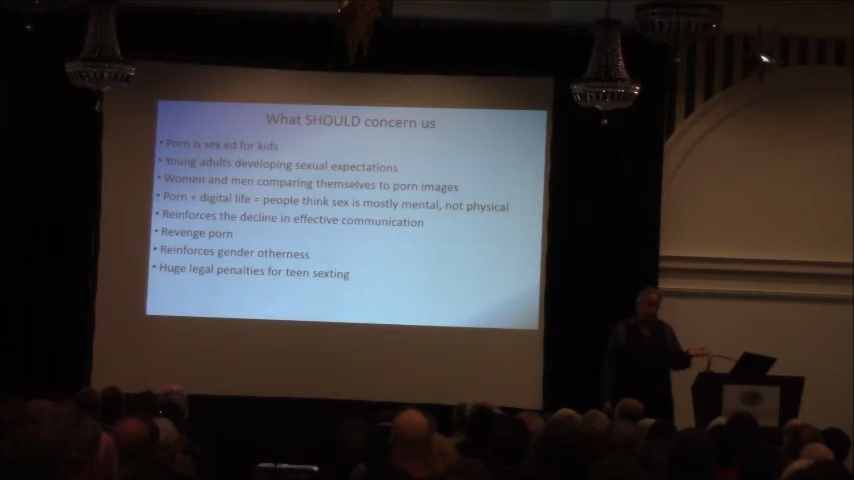 What SHOULD concern us
• Porn is sex ed for kids
• Young adults developing sexual expectations
• Women and men comparing themselves to porn images
• Porn + digital life = people think sex is mostly mental, not physical
• Reinforces the decline in effective communication
• Revenge porn
• Reinforces gender otherness
• Huge legal penalties for teen sexting